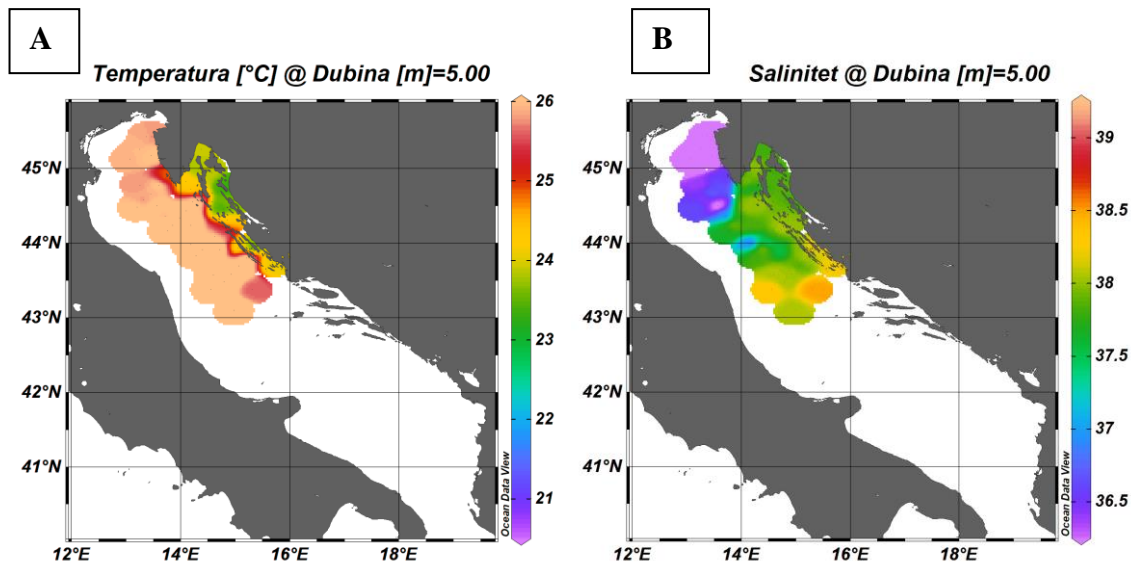 A
Temperatura [°C] @ Dubina [m]=5.00
45°N
44°N
43°N
42°N
41°N
12°E
14°E
16°E
18°E
26
25
24
23
22
21
Ocean Data View
B
Salinitet @ Dubina [m]=5.00
45°N
44°N
43°N
42°N
41°N
12°E
14°E
16°E
18°E
39
38.5
38
37.5
37
36.5
Ocean Data View